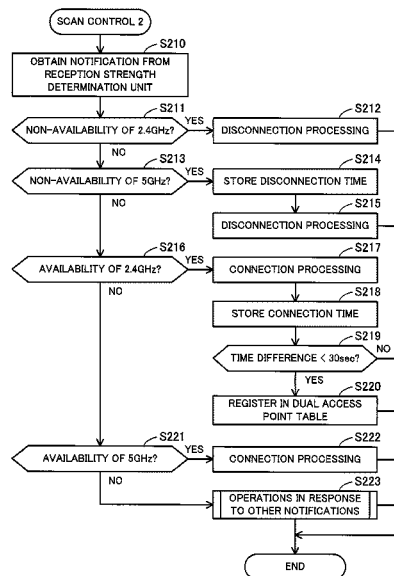 SCAN CONTROL 2
S210
OBTAIN NOTIFICATION FROM
RECEPTION STRENGTH
DETERMINATION UNIT
S211
NON-AVAILABILITY OF 2.4GHz?
YES
NO
S212
DISCONNECTION PROCESSING
S213
NON-AVAILABILITY OF 5GHz?
YES
NO
S214
STORE DISCONNECTION TIME
S215
DISCONNECTION PROCESSING
S216
AVAILABILITY OF 2.4GHz?
YES
NO
S217
CONNECTION PROCESSING
S218
STORE CONNECTION TIME
S219
TIME DIFFERENCE < 30sec?
NO
YES
S220
REGISTER IN DUAL ACCESS
POINT TABLE
S221
AVAILABILITY OF 5GHz?
YES
NO
S222
CONNECTION PROCESSING
S223
OPERATIONS IN RESPONSE
TO OTHER NOTIFICATIONS
END